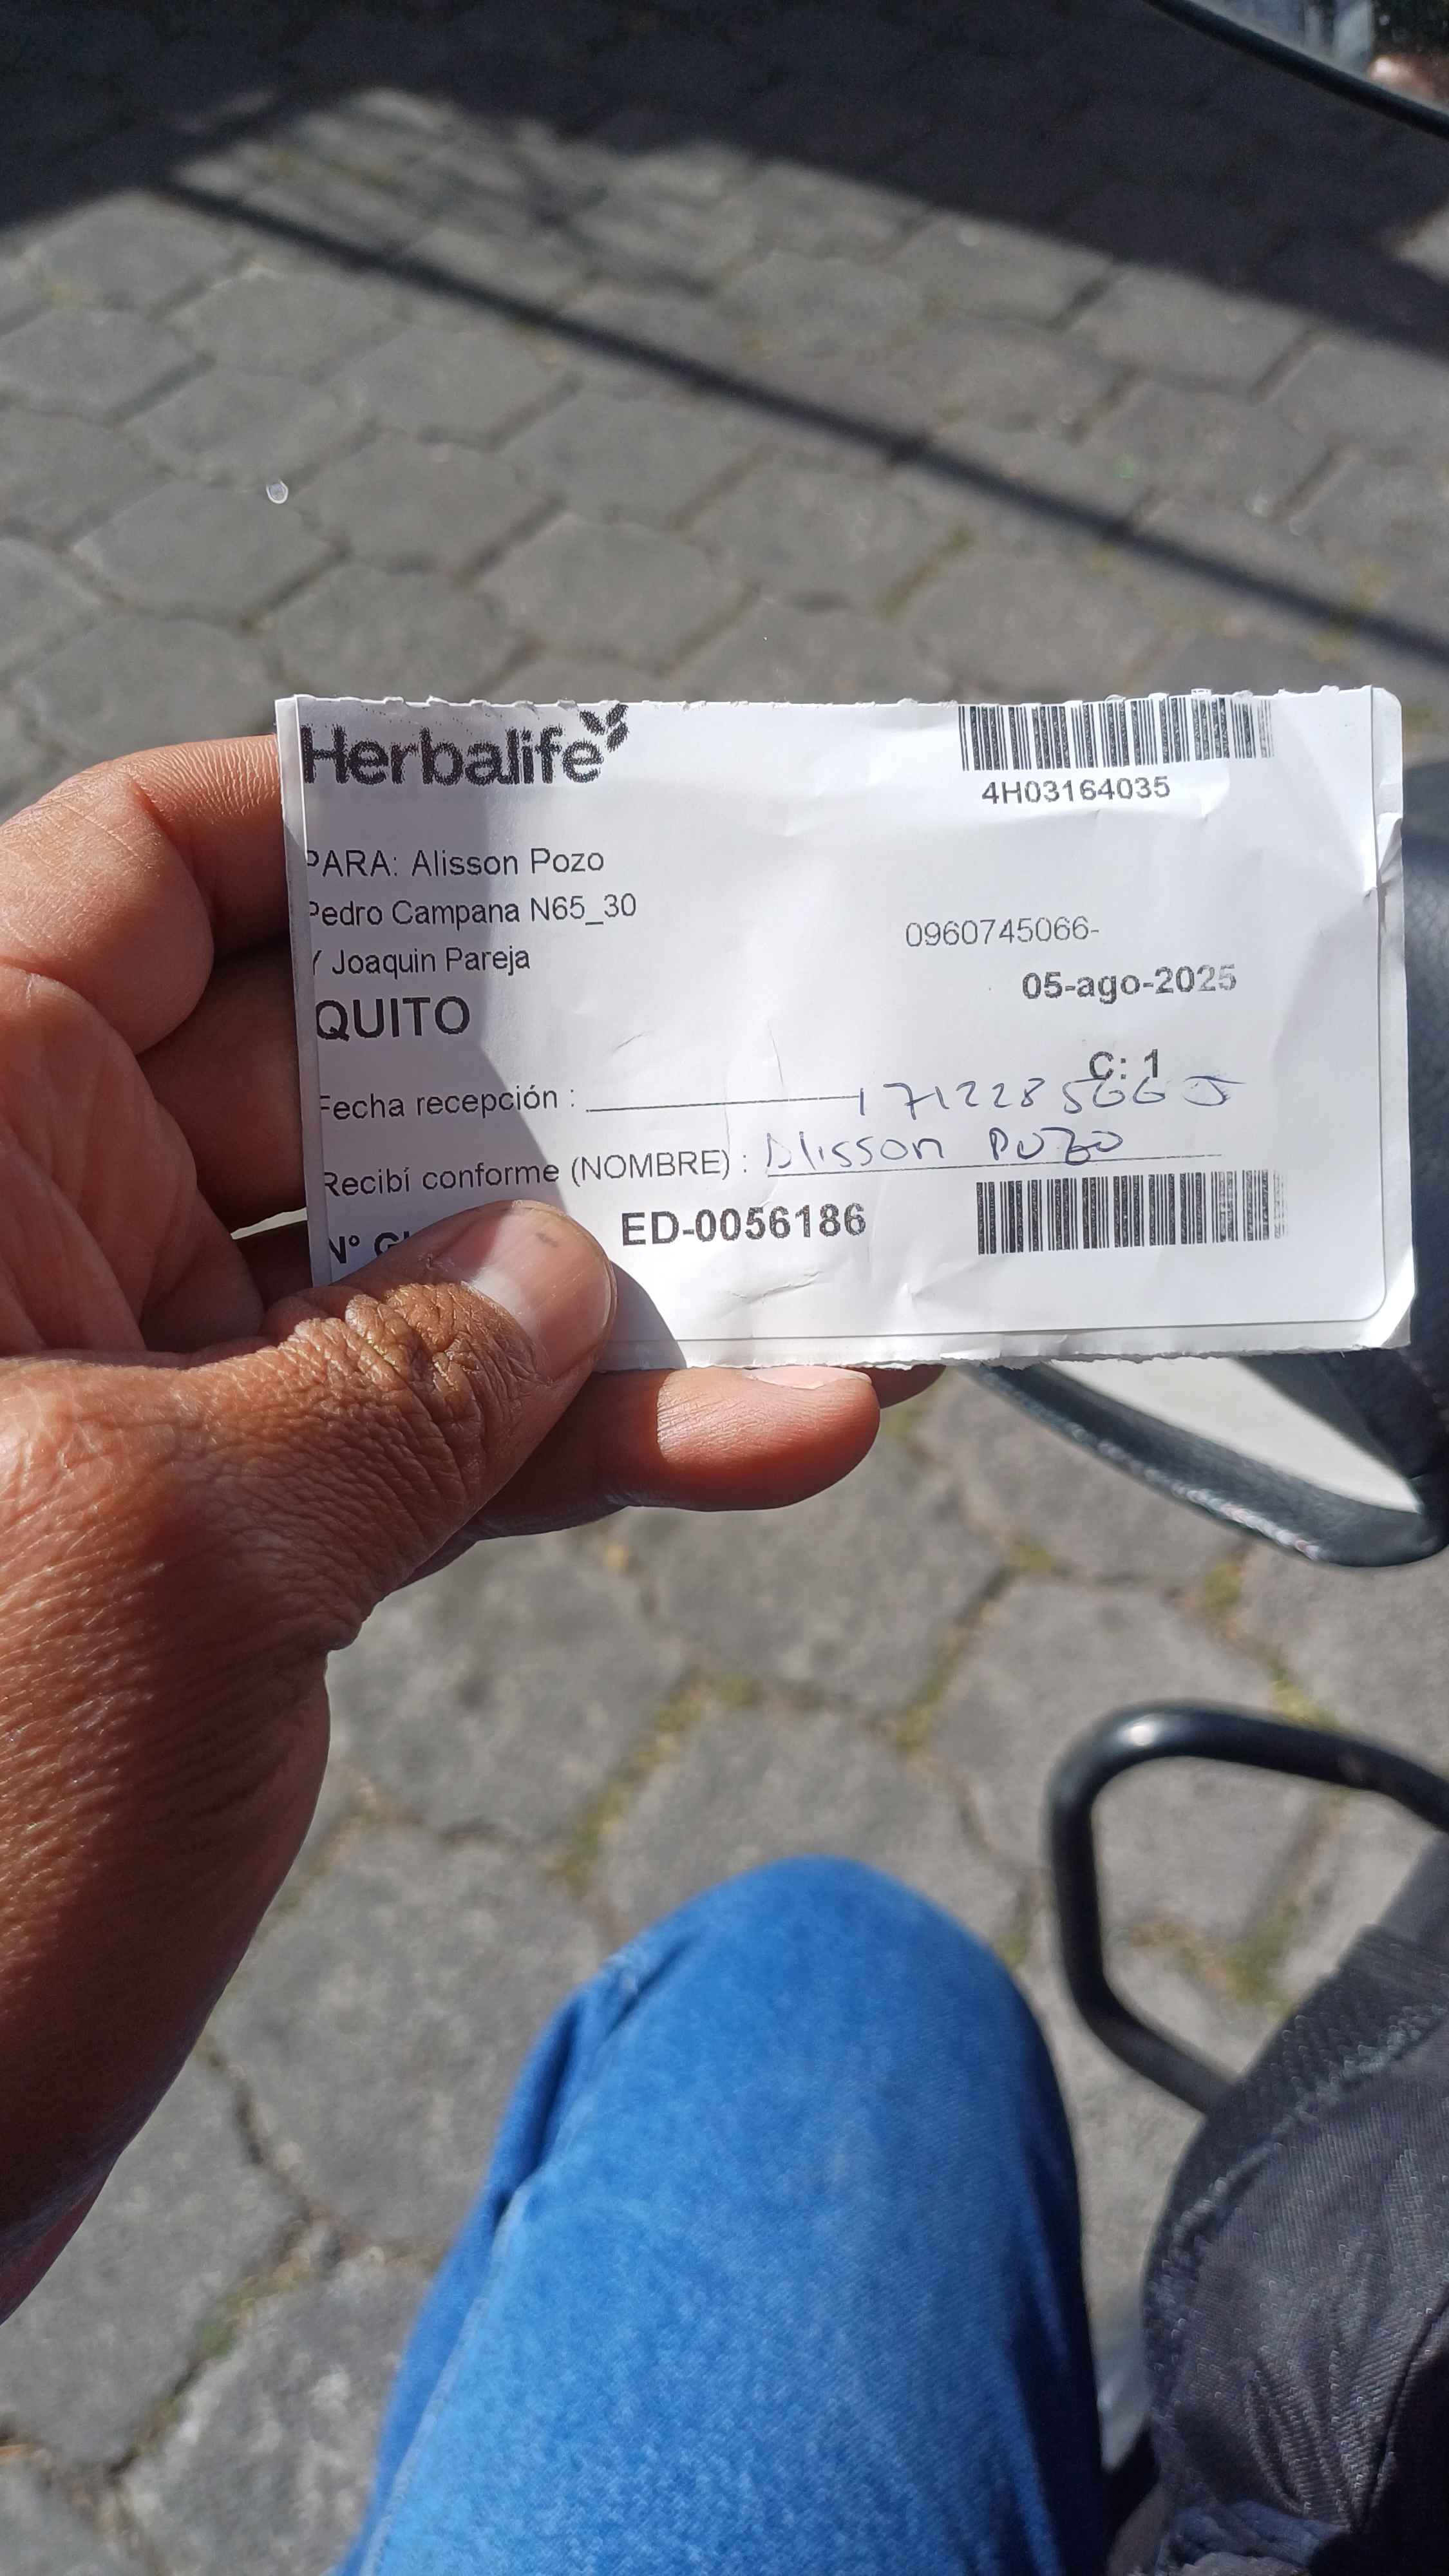 Herbalife
4H03164035
PARA: Alisson Pozo
Pedro Campana N65_30
0960745066-
Y Joaquin Pareja
05-ago-2025
QUITO
C: 1
Fecha recepción :
Recibí conforme (NOMBRE) : Alisson Pozo
N°
ED-0056186